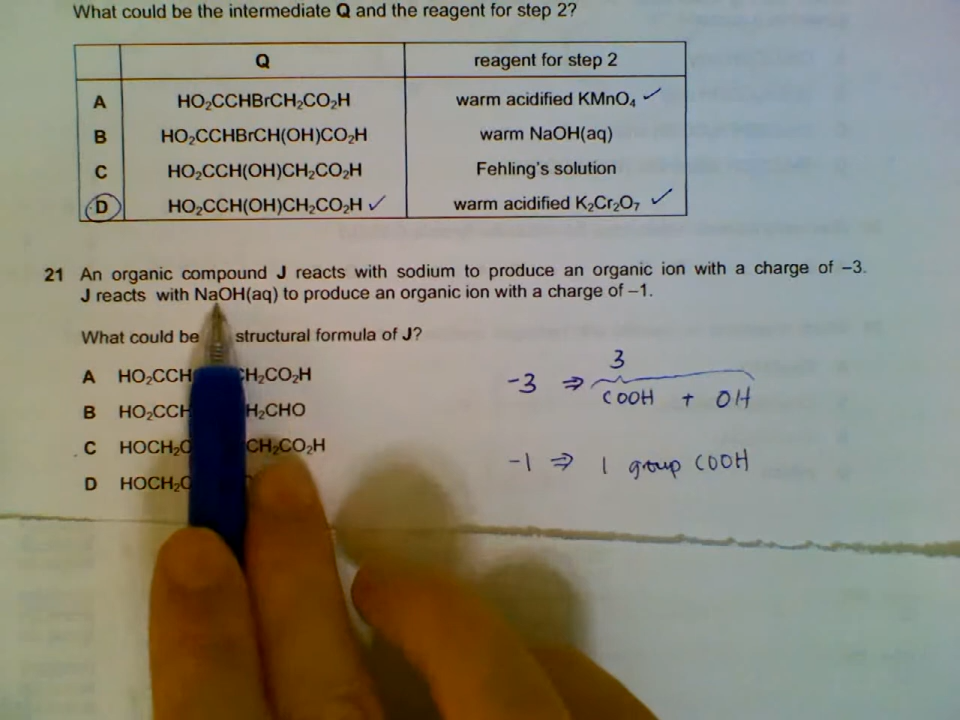 What could be the intermediate Q and the reagent for step 2?
Q reagent for step 2
A HO₂CCHBrCH₂CO₂H warm acidified KMnO₄ ✓
B HO₂CCHBrCH(OH)CO₂H warm NaOH(aq)
C HO₂CCH(OH)CH₂CO₂H Fehling's solution
D HO₂CCH(OH)CH₂CO₂H ✓ warm acidified K₂Cr₂O₇ ✓
21 An organic compound J reacts with sodium to produce an organic ion with a charge of –3.
J reacts with NaOH(aq) to produce an organic ion with a charge of –1.
What could be structural formula of J?
A HO₂CCH CH₂CO₂H
B HO₂CCH H₂CHO
C HOCH₂C CH₂CO₂H
D HOCH₂C
3
-3 ⇒ COOH + OH
-1 ⇒ 1 group COOH